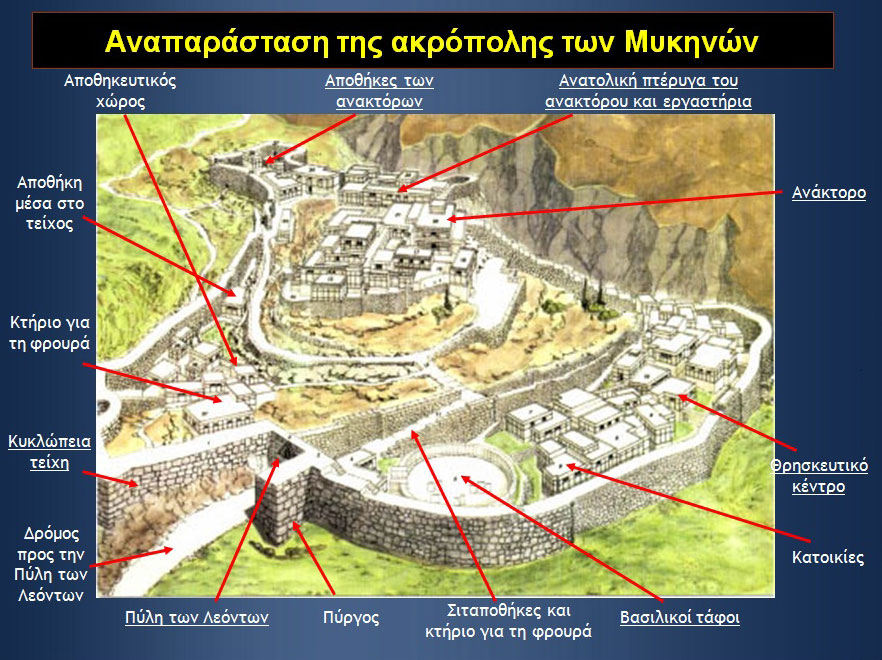 Αναπαράσταση της ακρόπολης των Μυκηνών
Αποθηκευτικός
χώρος
Αποθήκες των
ανακτόρων
Ανατολική πτέρυγα του
ανακτόρου και εργαστήρια
Αποθήκη
μέσα στο
τείχος
Ανάκτορο
Κτήριο για
τη φρουρά
Κυκλώπεια
τείχη
Θρησκευτικό
κέντρο
Δρόμος
προς την
Πύλη των
Λεόντων
Κατοικίες
Πύλη των Λεόντων
Πύργος
Σιταποθήκες και
κτήριο για τη φρουρά
Βασιλικοί τάφοι